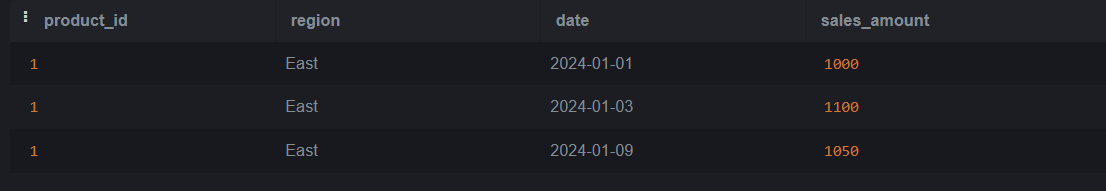 product_id region date sales_amount
1 East 2024-01-01 1000
1 East 2024-01-03 1100
1 East 2024-01-09 1050